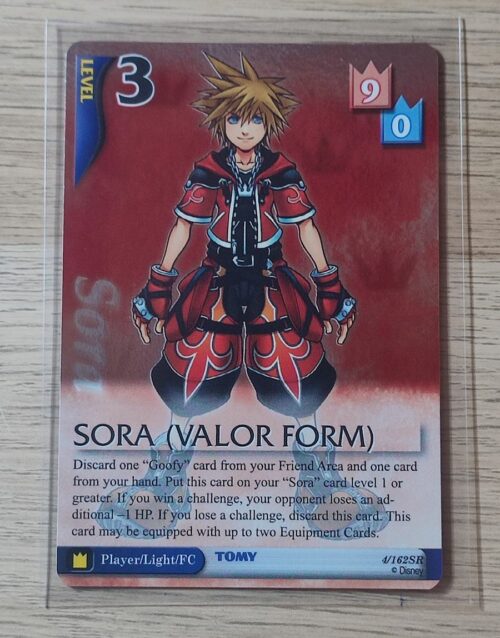 LEVEL
3
9
0
Sora
SORA (VALOR FORM)
Discard one “Goofy” card from your Friend Area and one card
from your hand. Put this card on your “Sora” card level 1 or
greater. If you win a challenge, your opponent loses an ad-
ditional –1 HP. If you lose a challenge, discard this card. This
card may be equipped with up to two Equipment Cards.
Player/Light/FC
TOMY
4/162SR
© Disney